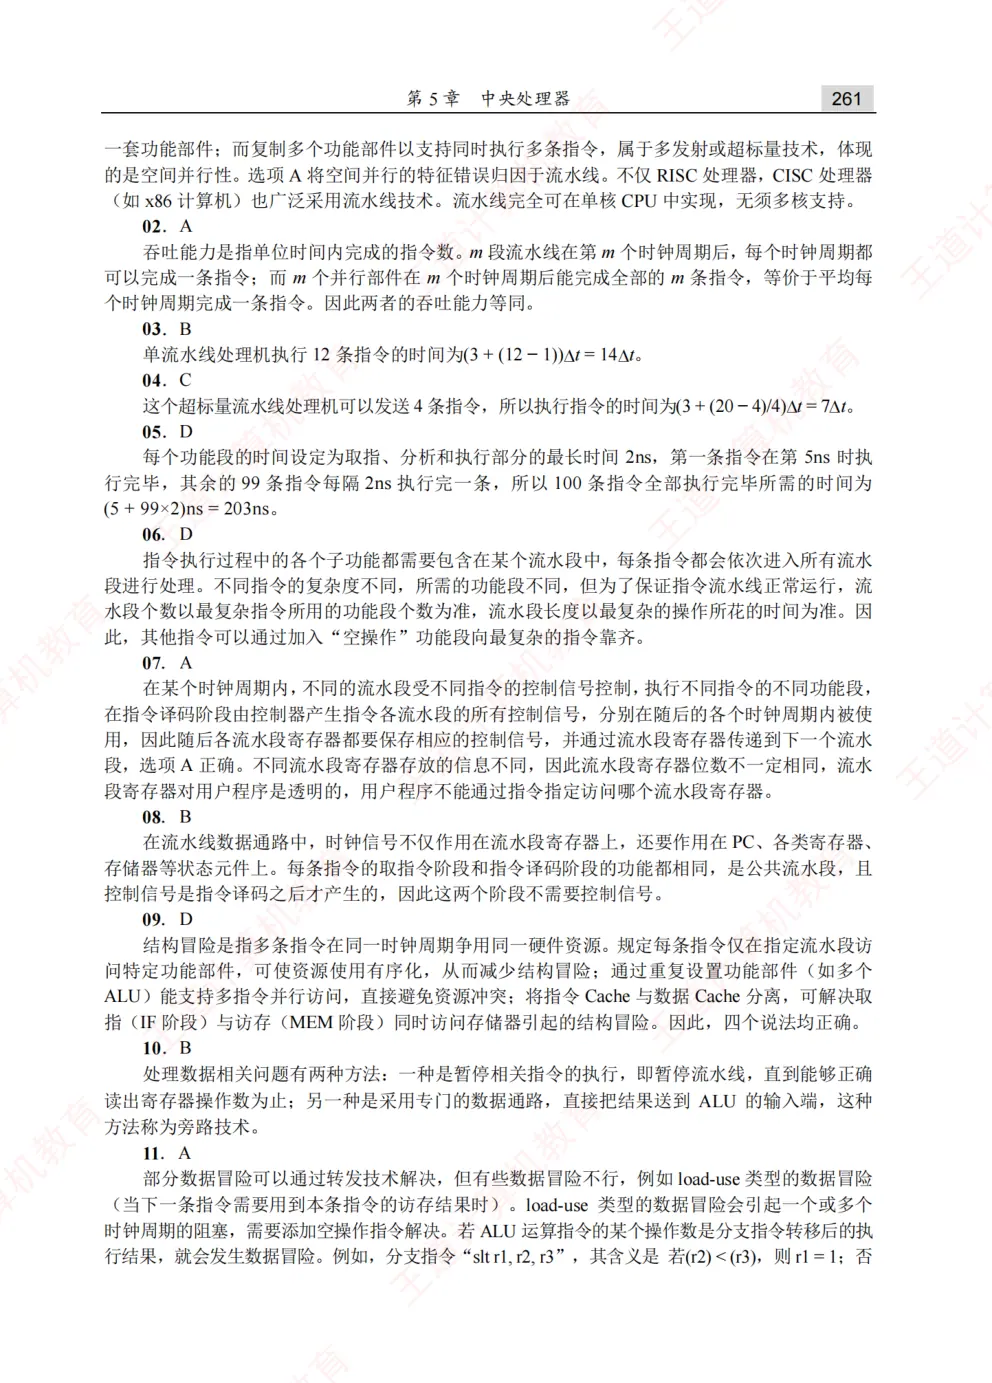 第 5 章 中央处理器 261
一套功能部件；而复制多个功能部件以支持同时执行多条指令，属于多发射或超标量技术，体现
的是空间并行性。选项 A 将空间并行的特征错误归因于流水线。不仅 RISC 处理器，CISC 处理器
（如 x86 计算机）也广泛采用流水线技术。流水线完全可在单核 CPU 中实现，无须多核支持。
02．A
吞吐能力是指单位时间内完成的指令数。m 段流水线在第 m 个时钟周期后，每个时钟周期都
可以完成一条指令；而 m 个并行部件在 m 个时钟周期后能完成全部的 m 条指令，等价于平均每
个时钟周期完成一条指令。因此两者的吞吐能力等同。
03．B
单流水线处理机执行 12 条指令的时间为(3 + (12 − 1))Δt = 14Δt。
04．C
这个超标量流水线处理机可以发送 4 条指令，所以执行指令的时间为(3 + (20 − 4)/4)Δt = 7Δt。
05．D
每个功能段的时间设定为取指、分析和执行部分的最长时间 2ns，第一条指令在第 5ns 时执
行完毕，其余的 99 条指令每隔 2ns 执行完一条，所以 100 条指令全部执行完毕所需的时间为
(5 + 99×2)ns = 203ns。
06．D
指令执行过程中的各个子功能都需要包含在某个流水段中，每条指令都会依次进入所有流水
段进行处理。不同指令的复杂度不同，所需的功能段不同，但为了保证指令流水线正常运行，流
水段个数以最复杂指令所用的功能段个数为准，流水段长度以最复杂的操作所花的时间为准。因
此，其他指令可以通过加入“空操作”功能段向最复杂的指令靠齐。
07．A
在某个时钟周期内，不同的流水段受不同指令的控制信号控制，执行不同指令的不同功能段，
在指令译码阶段由控制器产生指令各流水段的所有控制信号，分别在随后的各个时钟周期内被使
用，因此随后各流水段寄存器都要保存相应的控制信号，并通过流水段寄存器传递到下一个流水
段，选项 A 正确。不同流水段寄存器存放的信息不同，因此流水段寄存器位数不一定相同，流水
段寄存器对用户程序是透明的，用户程序不能通过指令指定访问哪个流水段寄存器。
08．B
在流水线数据通路中，时钟信号不仅作用在流水段寄存器上，还要作用在 PC、各类寄存器、
存储器等状态元件上。每条指令的取指令阶段和指令译码阶段的功能都相同，是公共流水段，且
控制信号是指令译码之后才产生的，因此这两个阶段不需要控制信号。
09．D
结构冒险是指多条指令在同一时钟周期争用同一硬件资源。规定每条指令仅在指定流水段访
问特定功能部件，可使资源使用有序化，从而减少结构冒险；通过重复设置功能部件（如多个
ALU）能支持多指令并行访问，直接避免资源冲突；将指令 Cache 与数据 Cache 分离，可解决取
指（IF 阶段）与访存（MEM 阶段）同时访问存储器引起的结构冒险。因此，四个说法均正确。
10．B
处理数据相关问题有两种方法：一种是暂停相关指令的执行，即暂停流水线，直到能够正确
读出寄存器操作数为止；另一种是采用专门的数据通路，直接把结果送到 ALU 的输入端，这种
方法称为旁路技术。
11．A
部分数据冒险可以通过转发技术解决，但有些数据冒险不行，例如 load-use 类型的数据冒险
（当下一条指令需要用到本条指令的访存结果时）。load-use 类型的数据冒险会引起一个或多个
时钟周期的阻塞，需要添加空操作指令解决。若 ALU 运算指令的某个操作数是分支指令转移后的执
行结果，就会发生数据冒险。例如，分支指令“slt r1, r2, r3”，其含义是 若(r2) < (r3)，则 r1 = 1；否